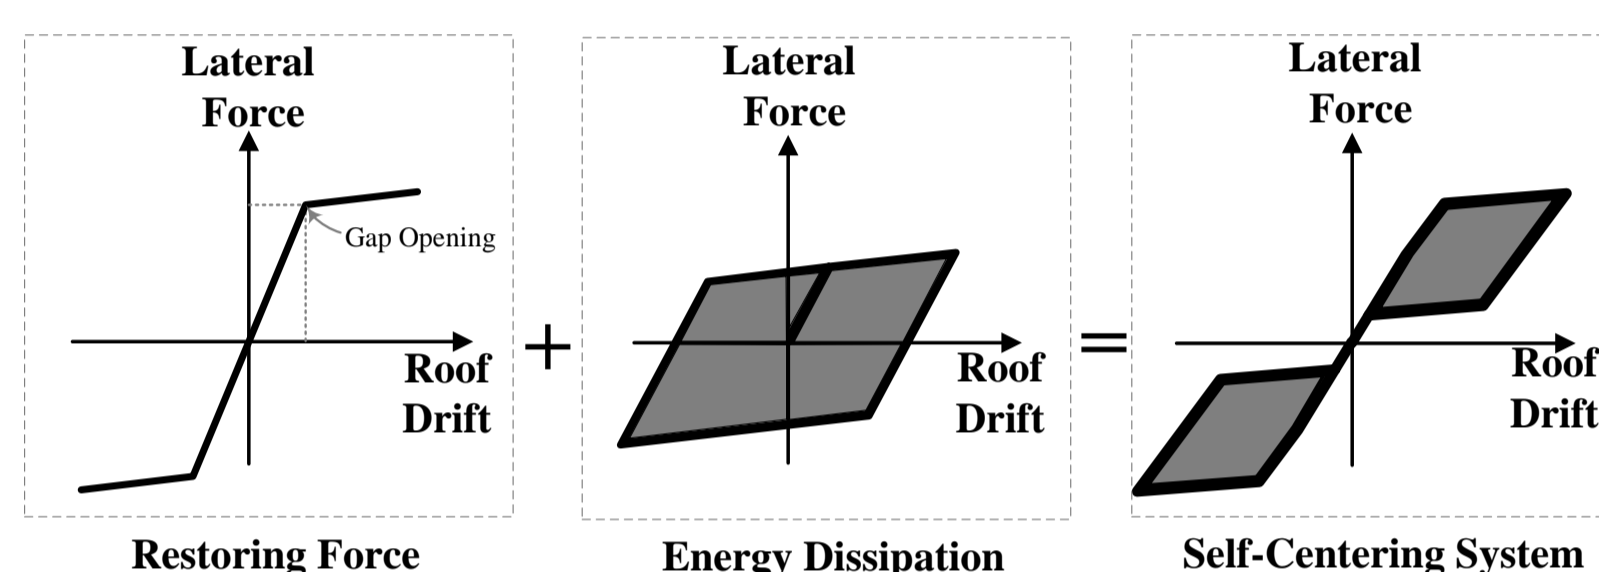 Lateral
Force
Gap Opening
Roof
Drift
Restoring Force
+
Lateral
Force
Roof
Drift
Energy Dissipation
=
Lateral
Force
Roof
Drift
Self-Centering System